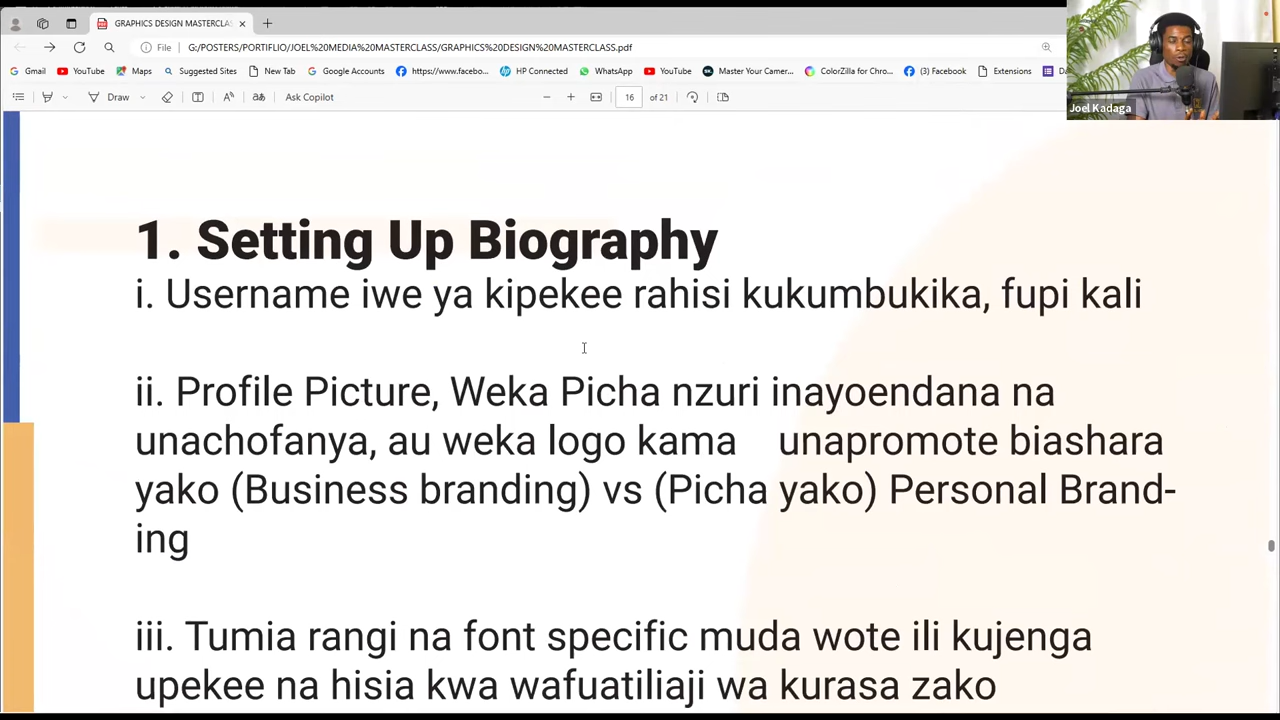 GRAPHICS DESIGN MASTERCLAS
File G:/POSTERS/PORTIFLIO/JOEL%20MEDIA%20MASTERCLASS/GRAPHICS%20DESIGN%20MASTERCLASS.pdf
Gmail YouTube Maps Suggested Sites New Tab Google Accounts https://www.facebo... HP Connected WhatsApp YouTube Master Your Camer... ColorZilla for Chro... (3) Facebook Extensions
Draw Ask Copilot 16 of 21
Joel Kadaga
1. Setting Up Biography
i. Username iwe ya kipekee rahisi kukumbukika, fupi kali
ii. Profile Picture, Weka Picha nzuri inayoendana na
unachofanya, au weka logo kama unapromote biashara
yako (Business branding) vs (Picha yako) Personal Brand-
ing
iii. Tumia rangi na font specific muda wote ili kujenga
upekee na hisia kwa wafuatiliaji wa kurasa zako